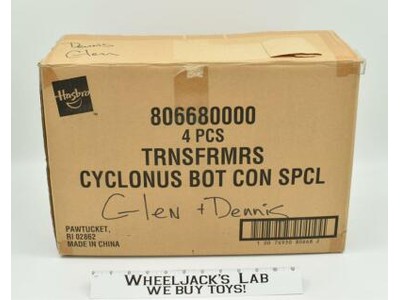 Dennis
Glen
Hasbro
806680000
4 PCS
TRNSFRMRS
CYCLONUS BOT CON SPCL
Glen + Dennis
PAWTUCKET,
RI 02862
MADE IN CHINA
WHEELJACK'S LAB
WE BUY TOYS!